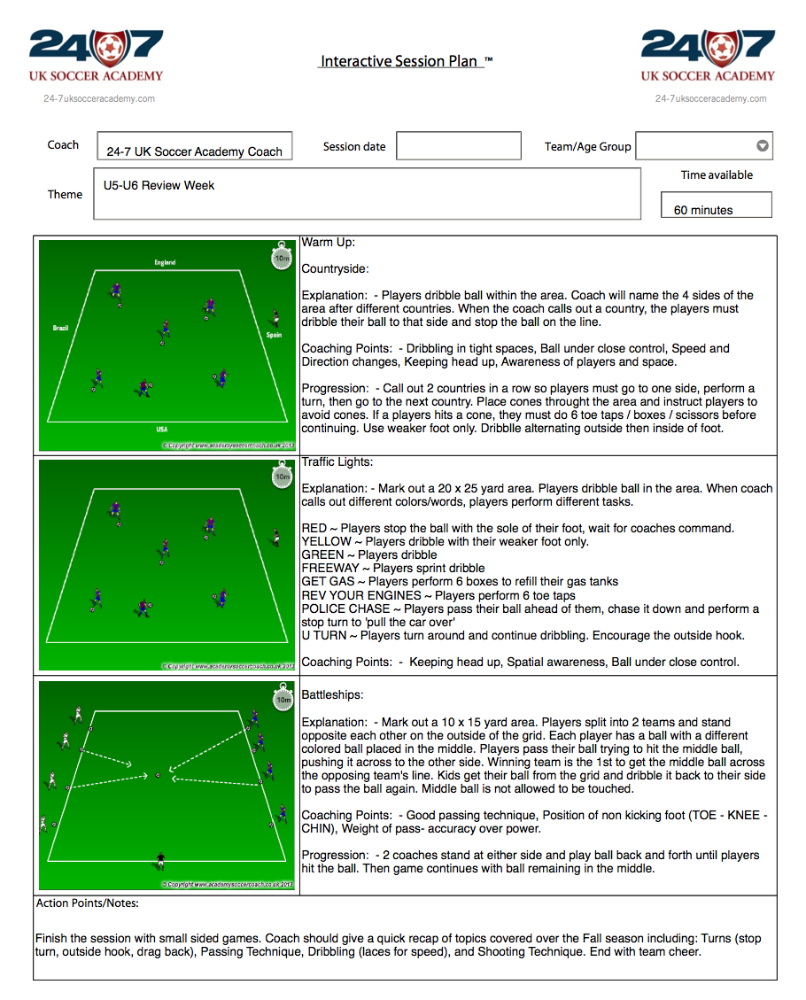 24 7
UK SOCCER ACADEMY
24-7uksocceracademy.com
Interactive Session Plan ™
24 7
UK SOCCER ACADEMY
24-7uksocceracademy.com
Coach
24-7 UK Soccer Academy Coach
Session date
Team/Age Group
Theme
U5-U6 Review Week
Time available
60 minutes
England
10m
Brazil
Spain
USA
© Copyright www.academysoccercoach.co.uk 2013
Warm Up:
Countryside:
Explanation:  - Players dribble ball within the area. Coach will name the 4 sides of the
area after different countries. When the coach calls out a country, the players must
dribble their ball to that side and stop the ball on the line.
Coaching Points:  - Dribbling in tight spaces, Ball under close control, Speed and
Direction changes, Keeping head up, Awareness of players and space.
Progression:  - Call out 2 countries in a row so players must go to one side, perform a
turn, then go to the next country. Place cones throught the area and instruct players to
avoid cones. If a players hits a cone, they must do 6 toe taps / boxes / scissors before
continuing. Use weaker foot only. Dribblle alternating outside then inside of foot.
10m
© Copyright www.academysoccercoach.co.uk 2013
Traffic Lights:
Explanation: - Mark out a 20 x 25 yard area. Players dribble ball in the area. When coach
calls out different colors/words, players perform different tasks.
RED ~ Players stop the ball with the sole of their foot, wait for coaches command.
YELLOW ~ Players dribble with their weaker foot only.
GREEN ~ Players dribble
FREEWAY ~ Players sprint dribble
GET GAS ~ Players perform 6 boxes to refill their gas tanks
REV YOUR ENGINES ~ Players perform 6 toe taps
POLICE CHASE ~ Players pass their ball ahead of them, chase it down and perform a
stop turn to 'pull the car over'
U TURN ~ Players turn around and continue dribbling. Encourage the outside hook.
Coaching Points:  -  Keeping head up, Spatial awareness, Ball under close control.
10m
© Copyright www.academysoccercoach.co.uk 2013
Battleships:
Explanation:  - Mark out a 10 x 15 yard area. Players split into 2 teams and stand
opposite each other on the outside of the grid. Each player has a ball with a different
colored ball placed in the middle. Players pass their ball trying to hit the middle ball,
pushing it across to the other side. Winning team is the 1st to get the middle ball across
the opposing team's line. Kids get their ball from the grid and dribble it back to their side
to pass the ball again. Middle ball is not allowed to be touched.
Coaching Points:  - Good passing technique, Position of non kicking foot (TOE - KNEE -
CHIN), Weight of pass- accuracy over power.
Progression:  - 2 coaches stand at either side and play ball back and forth until players
hit the ball. Then game continues with ball remaining in the middle.
Action Points/Notes:
Finish the session with small sided games. Coach should give a quick recap of topics covered over the Fall season including: Turns (stop
turn, outside hook, drag back), Passing Technique, Dribbling (laces for speed), and Shooting Technique. End with team cheer.